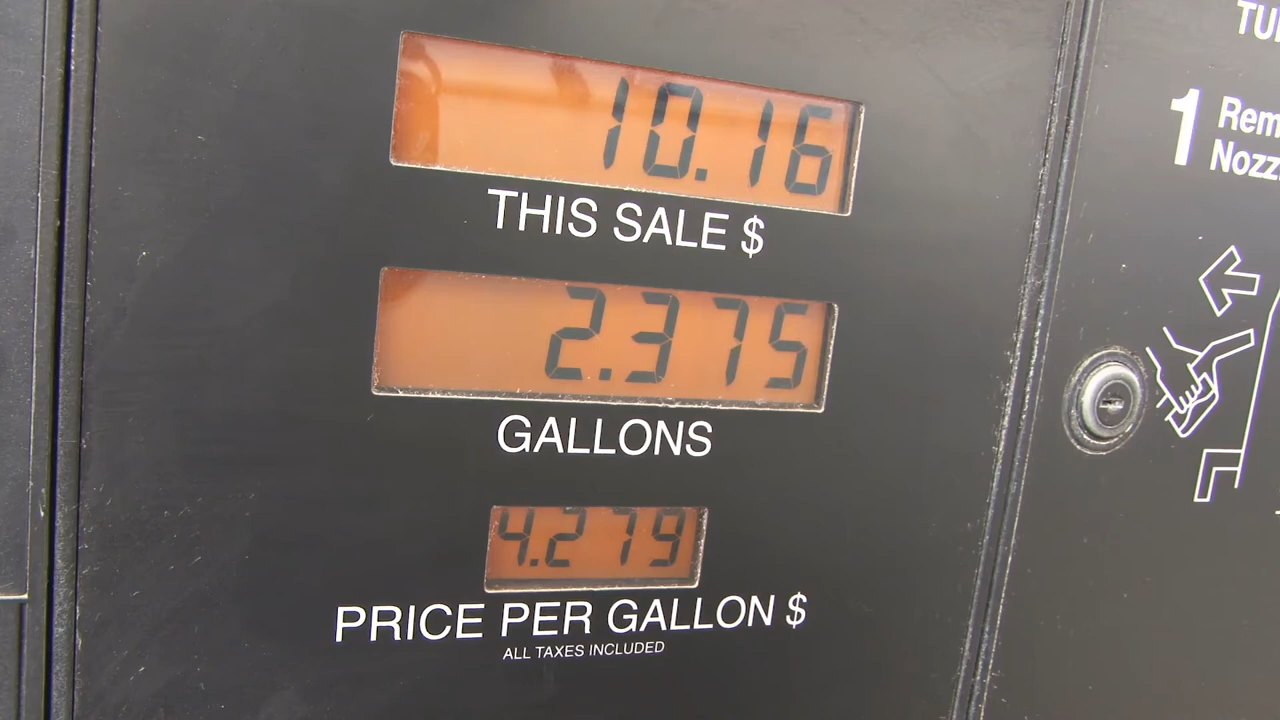 10.16
THIS SALE $
2.375
GALLONS
4.279
PRICE PER GALLON $
ALL TAXES INCLUDED
1